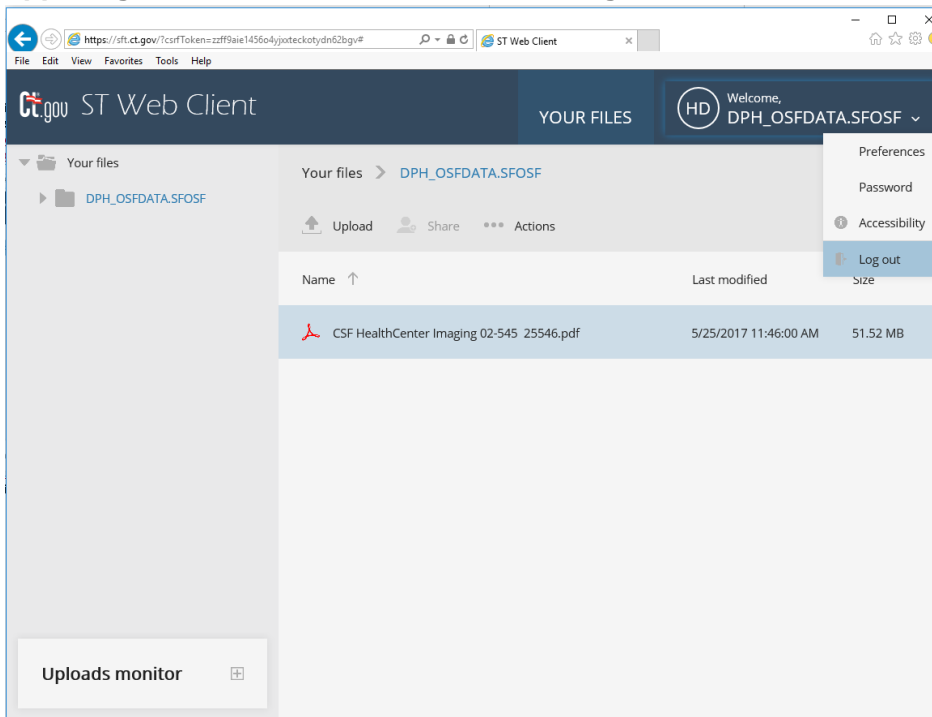 https://sft.ct.gov/?csrfToken=zzff9aie1456o4yjxxteckotydn62bgv#
ST Web Client
File Edit View Favorites Tools Help
Ct.gov ST Web Client
YOUR FILES
HD
Welcome,
DPH_OSFDATA.SFOSF
Preferences
Password
Accessibility
Log out
Your files
DPH_OSFDATA.SFOSF
Your files > DPH_OSFDATA.SFOSF
Upload Share Actions
Name Last modified Size
CSF HealthCenter Imaging 02-545 25546.pdf 5/25/2017 11:46:00 AM 51.52 MB
Uploads monitor